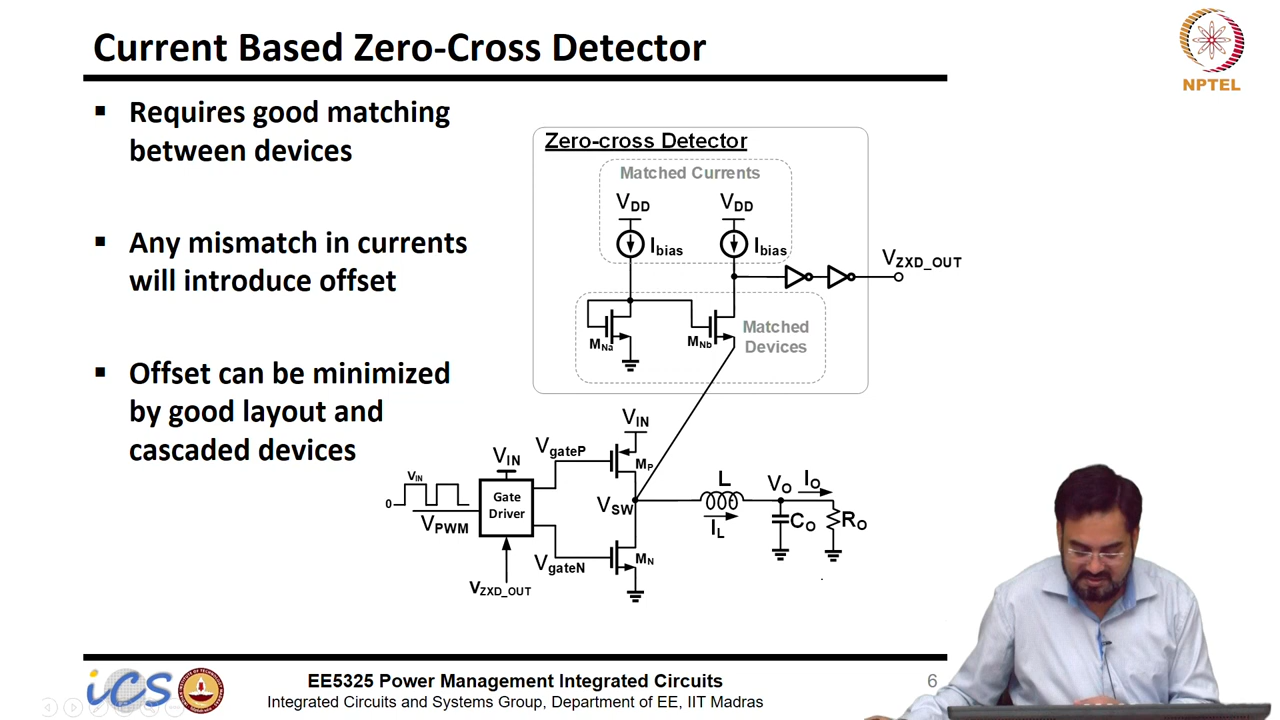 Current Based Zero-Cross Detector
NPTEL
▪ Requires good matching
between devices
▪ Any mismatch in currents
will introduce offset
▪ Offset can be minimized
by good layout and
cascaded devices
Zero-cross Detector
Matched Currents
VDD VDD
Ibias Ibias
VZXD_OUT
MNa MNb
Matched
Devices
VIN
VgateP
MP
VIN
VIN
0
VPWM
Gate
Driver
VSW
L
IL
VO
IO
CO
RO
VgateN
MN
VZXD_OUT
iCS
EE5325 Power Management Integrated Circuits
Integrated Circuits and Systems Group, Department of EE, IIT Madras
6